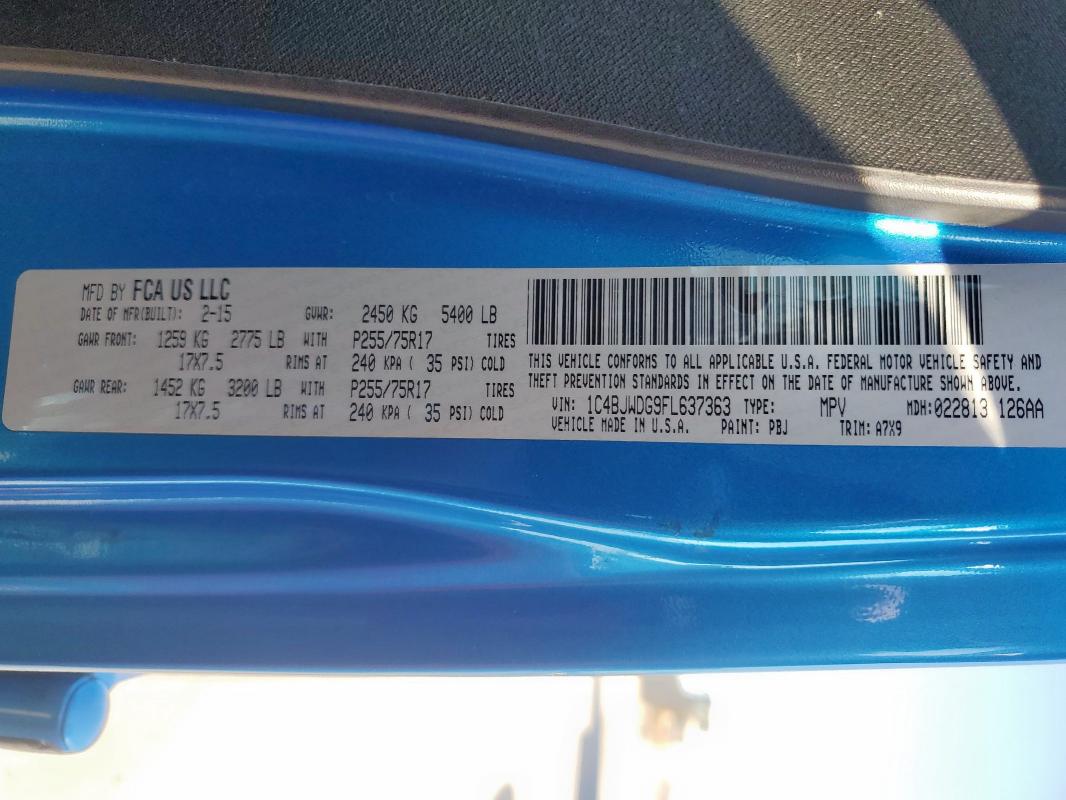 MFD BY FCA US LLC
DATE OF MFR(BUILT): 2-15 GVWR: 2450 KG 5400 LB
GAWR FRONT: 1259 KG 2775 LB WITH P255/75R17 TIRES
17X7.5 RIMS AT 240 KPA ( 35 PSI) COLD
GAWR REAR: 1452 KG 3200 LB WITH P255/75R17 TIRES
17X7.5 RIMS AT 240 KPA ( 35 PSI) COLD
THIS VEHICLE CONFORMS TO ALL APPLICABLE U.S.A. FEDERAL MOTOR VEHICLE SAFETY AND
THEFT PREVENTION STANDARDS IN EFFECT ON THE DATE OF MANUFACTURE SHOWN ABOVE.
VIN: 1C4BJWDG9FL637363 TYPE: MPV MDH:022813 126AA
VEHICLE MADE IN U.S.A. PAINT: PBJ TRIM: A7X9